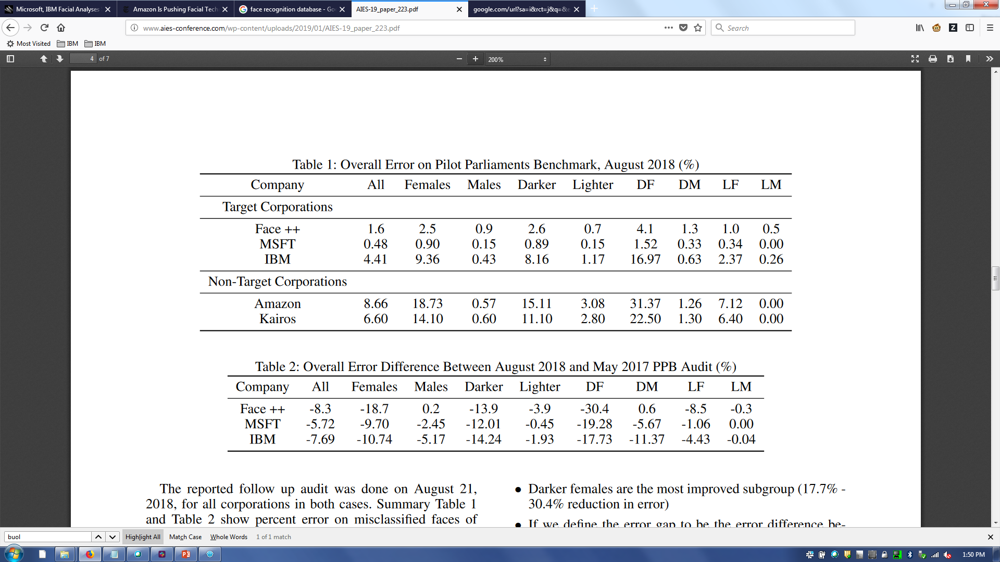 Microsoft, IBM Facial Analyses
Amazon Is Pushing Facial Tech
face recognition database - Go
AIES-19_paper_223.pdf
google.com/url?sa=i&rct=j&q=&e
www.aies-conference.com/wp-content/uploads/2019/01/AIES-19_paper_223.pdf
Search
Most Visited IBM IBM
4 of 7
200%
Table 1: Overall Error on Pilot Parliaments Benchmark, August 2018 (%)
Company All Females Males Darker Lighter DF DM LF LM
Target Corporations
Face ++ 1.6 2.5 0.9 2.6 0.7 4.1 1.3 1.0 0.5
MSFT 0.48 0.90 0.15 0.89 0.15 1.52 0.33 0.34 0.00
IBM 4.41 9.36 0.43 8.16 1.17 16.97 0.63 2.37 0.26
Non-Target Corporations
Amazon 8.66 18.73 0.57 15.11 3.08 31.37 1.26 7.12 0.00
Kairos 6.60 14.10 0.60 11.10 2.80 22.50 1.30 6.40 0.00
Table 2: Overall Error Difference Between August 2018 and May 2017 PPB Audit (%)
Company All Females Males Darker Lighter DF DM LF LM
Face ++ -8.3 -18.7 0.2 -13.9 -3.9 -30.4 0.6 -8.5 -0.3
MSFT -5.72 -9.70 -2.45 -12.01 -0.45 -19.28 -5.67 -1.06 0.00
IBM -7.69 -10.74 -5.17 -14.24 -1.93 -17.73 -11.37 -4.43 -0.04
The reported follow up audit was done on August 21,
2018, for all corporations in both cases. Summary Table 1
and Table 2 show percent error on misclassified faces of
• Darker females are the most improved subgroup (17.7% -
30.4% reduction in error)
• If we define the error gap to be the error difference be-
buol
Highlight All Match Case Whole Words 1 of 1 match
1:50 PM